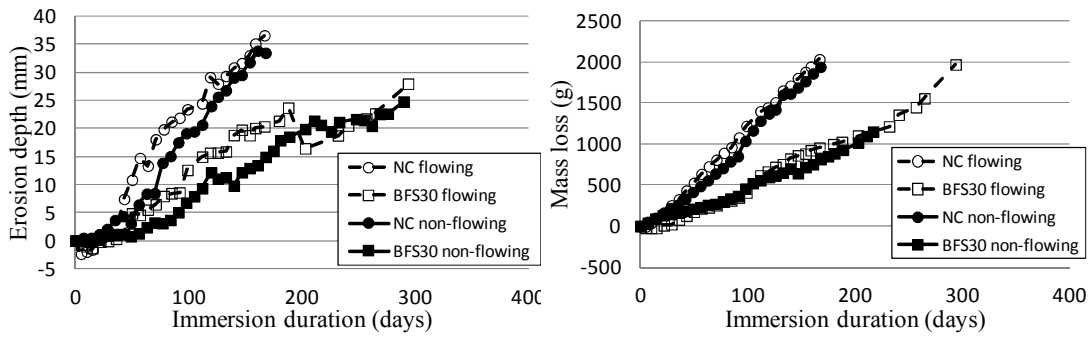 40
35
30
25
20
15
10
5
0
-5
Erosion depth (mm)
NC flowing
BFS30 flowing
NC non-flowing
BFS30 non-flowing
0 100 200 300 400
Immersion duration (days)
2500
2000
1500
1000
500
0
-500
Mass loss (g)
NC flowing
BFS30 flowing
NC non-flowing
BFS30 non-flowing
0 100 200 300 400
Immersion duration (days)